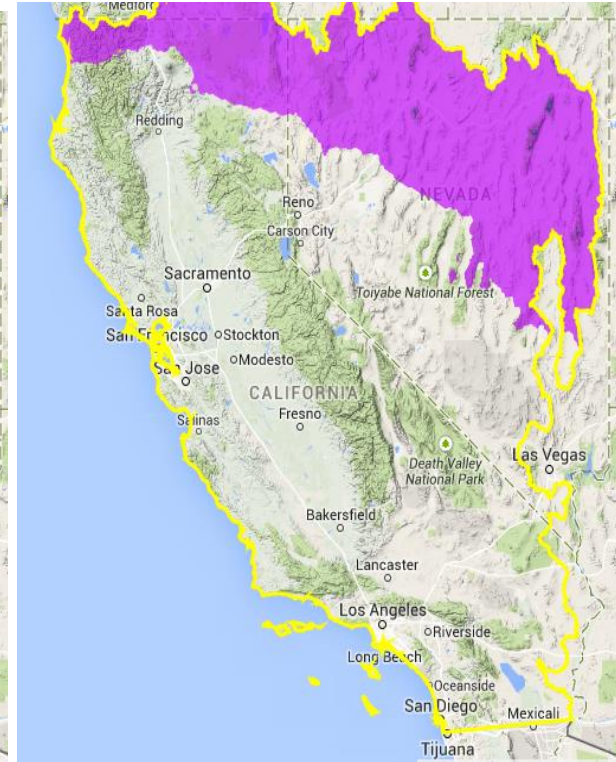 Medford
Redding
NEVADA
Reno
Carson City
Sacramento
Toiyabe National Forest
Santa Rosa
San Francisco
Stockton
Modesto
San Jose
CALIFORNIA
Salinas
Fresno
Las Vegas
Death Valley
National Park
Bakersfield
Lancaster
Los Angeles
Riverside
Long Beach
Oceanside
San Diego
Mexicali
Tijuana